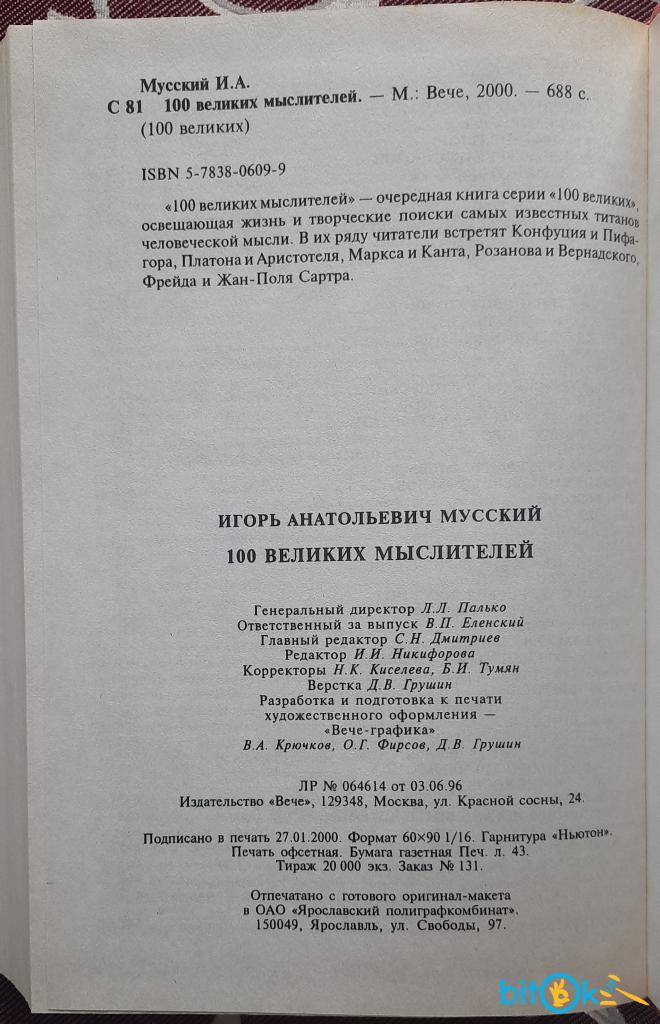 Мусский И.А.
С 81 100 великих мыслителей. — М.: Вече, 2000. — 688 с.
(100 великих)
ISBN 5-7838-0609-9
«100 великих мыслителей» — очередная книга серии «100 великих»,
освещающая жизнь и творческие поиски самых известных титанов
человеческой мысли. В их ряду читатели встретят Конфуция и Пифа-
гора, Платона и Аристотеля, Маркса и Канта, Розанова и Вернадского,
Фрейда и Жан-Поля Сартра.
ИГОРЬ АНАТОЛЬЕВИЧ МУССКИЙ
100 ВЕЛИКИХ МЫСЛИТЕЛЕЙ
Генеральный директор Л.Л. Палько
Ответственный за выпуск В.П. Еленский
Главный редактор С.Н. Дмитриев
Редактор И.И. Никифорова
Корректоры Н.К. Киселева, Б.И. Тумян
Верстка Д.В. Грушин
Разработка и подготовка к печати
художественного оформления —
«Вече-графика»
В.А. Крючков, О.Г. Фирсов, Д.В. Грушин
ЛР № 064614 от 03.06.96
Издательство «Вече», 129348, Москва, ул. Красной сосны, 24.
Подписано в печать 27.01.2000. Формат 60×90 1/16. Гарнитура «Ньютон».
Печать офсетная. Бумага газетная Печ. л. 43.
Тираж 20 000 экз. Заказ № 131.
Отпечатано с готового оригинал-макета
в ОАО «Ярославский полиграфкомбинат».
150049, Ярославль, ул. Свободы, 97.
bitok